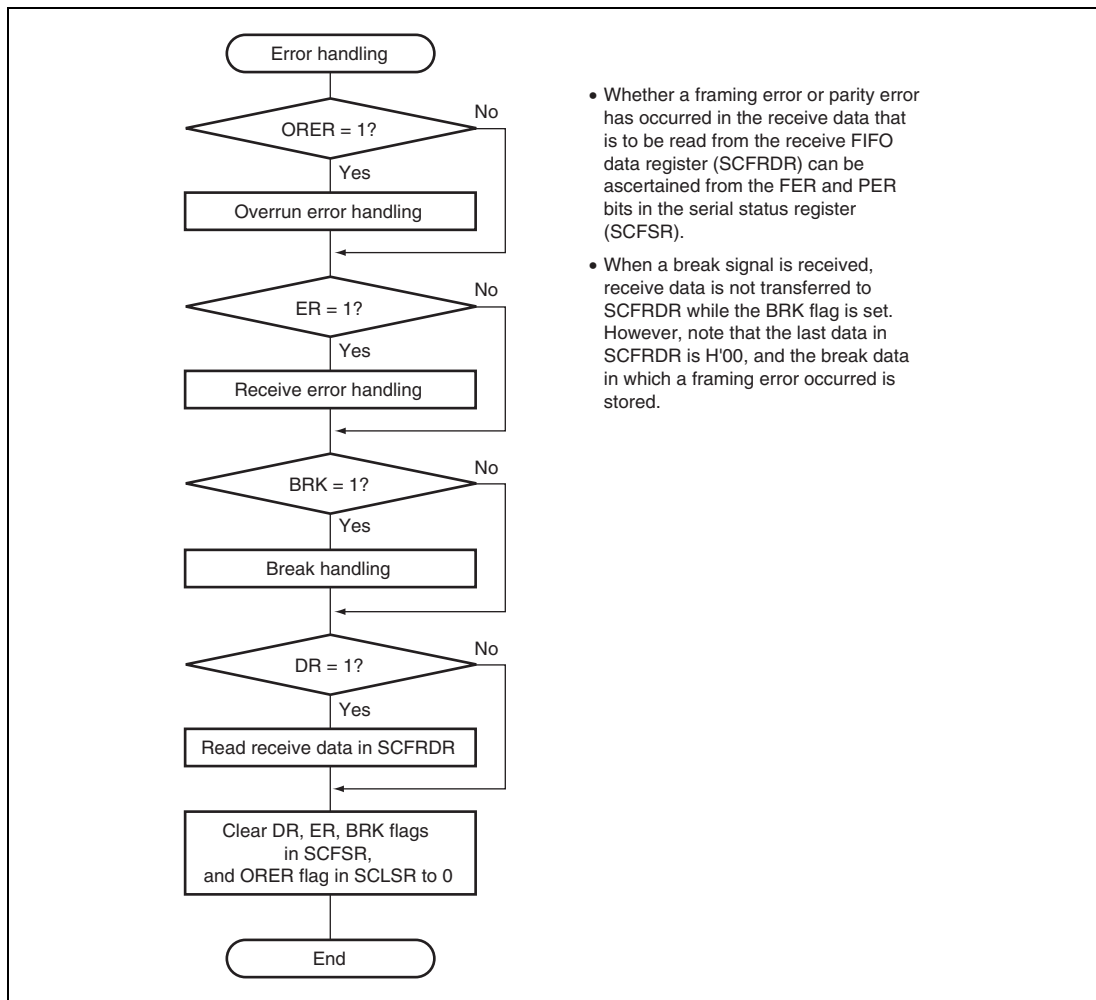 Error handling
ORER = 1?
No
Yes
Overrun error handling
ER = 1?
No
Yes
Receive error handling
BRK = 1?
No
Yes
Break handling
DR = 1?
No
Yes
Read receive data in SCFRDR
Clear DR, ER, BRK flags
in SCFSR,
and ORER flag in SCLSR to 0
End
• Whether a framing error or parity error
has occurred in the receive data that
is to be read from the receive FIFO
data register (SCFRDR) can be
ascertained from the FER and PER
bits in the serial status register
(SCFSR).
• When a break signal is received,
receive data is not transferred to
SCFRDR while the BRK flag is set.
However, note that the last data in
SCFRDR is H'00, and the break data
in which a framing error occurred is
stored.